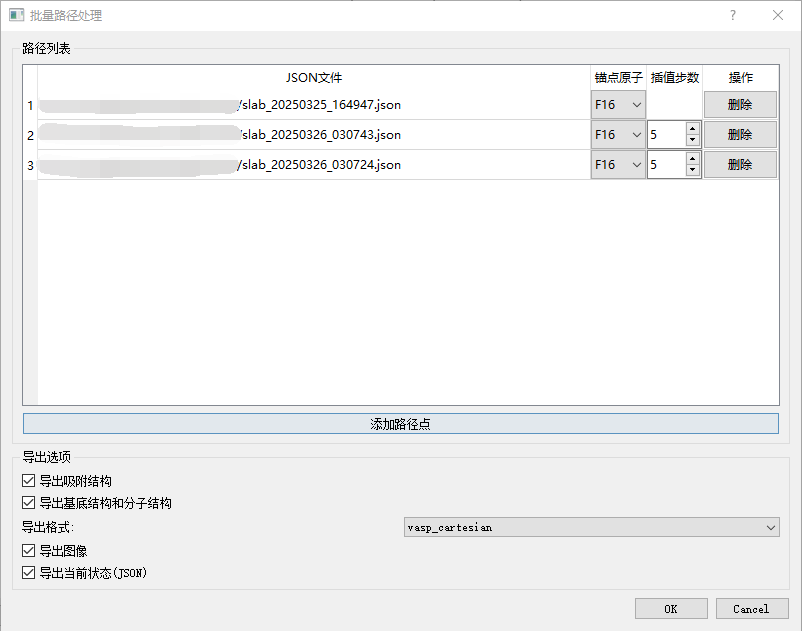 批量路径处理 ?
路径列表
JSON文件 锚点原子 插值步数 操作
1 /slab_20250325_164947.json F16 删除
2 /slab_20250326_030743.json F16 5 删除
3 /slab_20250326_030724.json F16 5 删除
添加路径点
导出选项
导出吸附结构
导出基底结构和分子结构
导出格式: vasp_cartesian
导出图像
导出当前状态(JSON)
OK Cancel